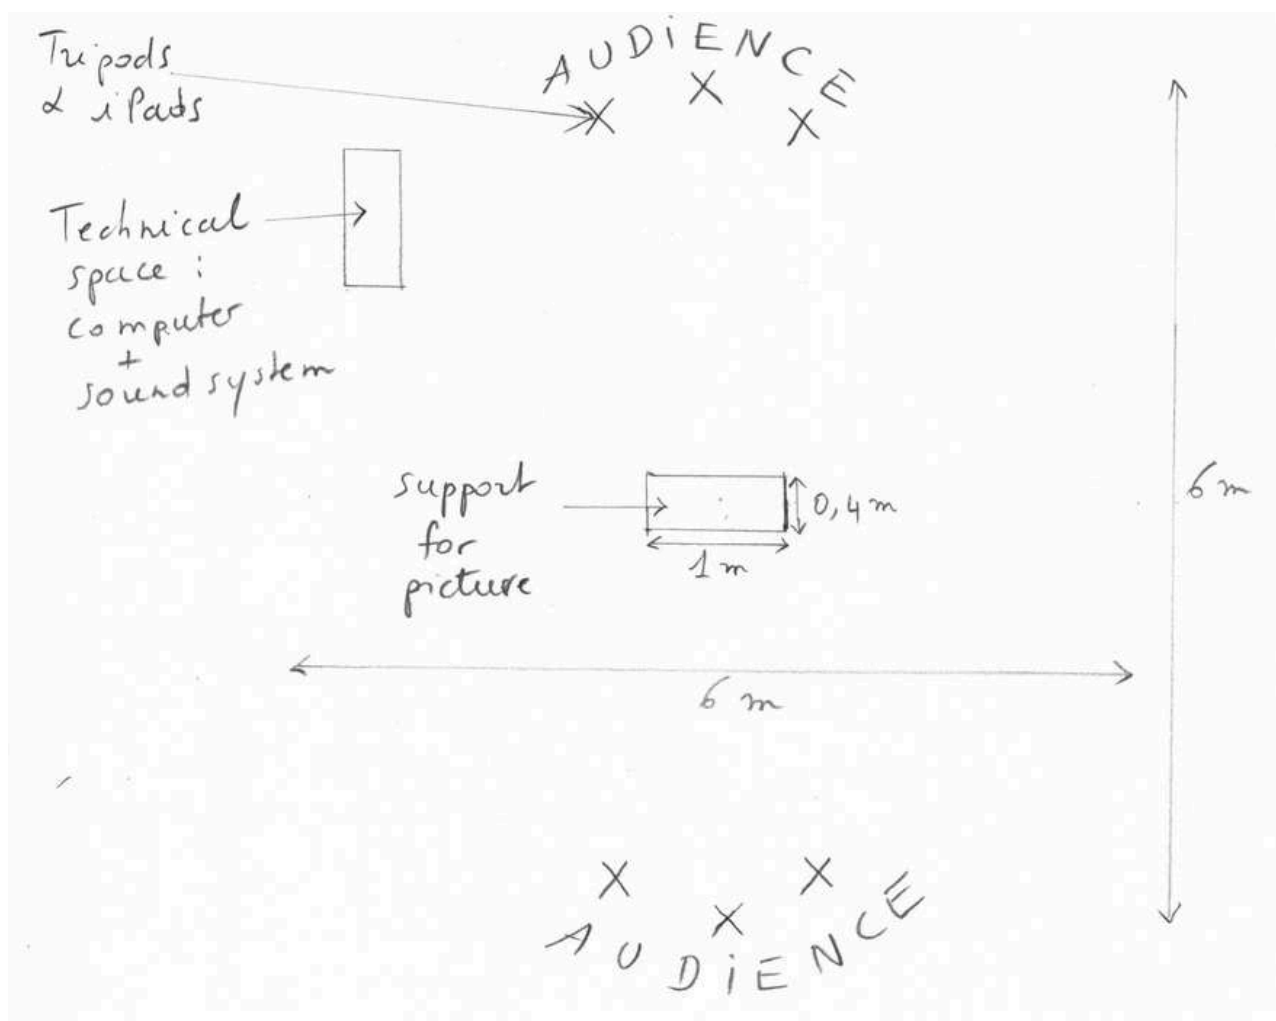 Tripods
& iPads
AUDiENCE
X X X
Technical
space :
computer
+
sound system
support
for
picture
0,4 m
1 m
6 m
6 m
X X X
AUDiENCE